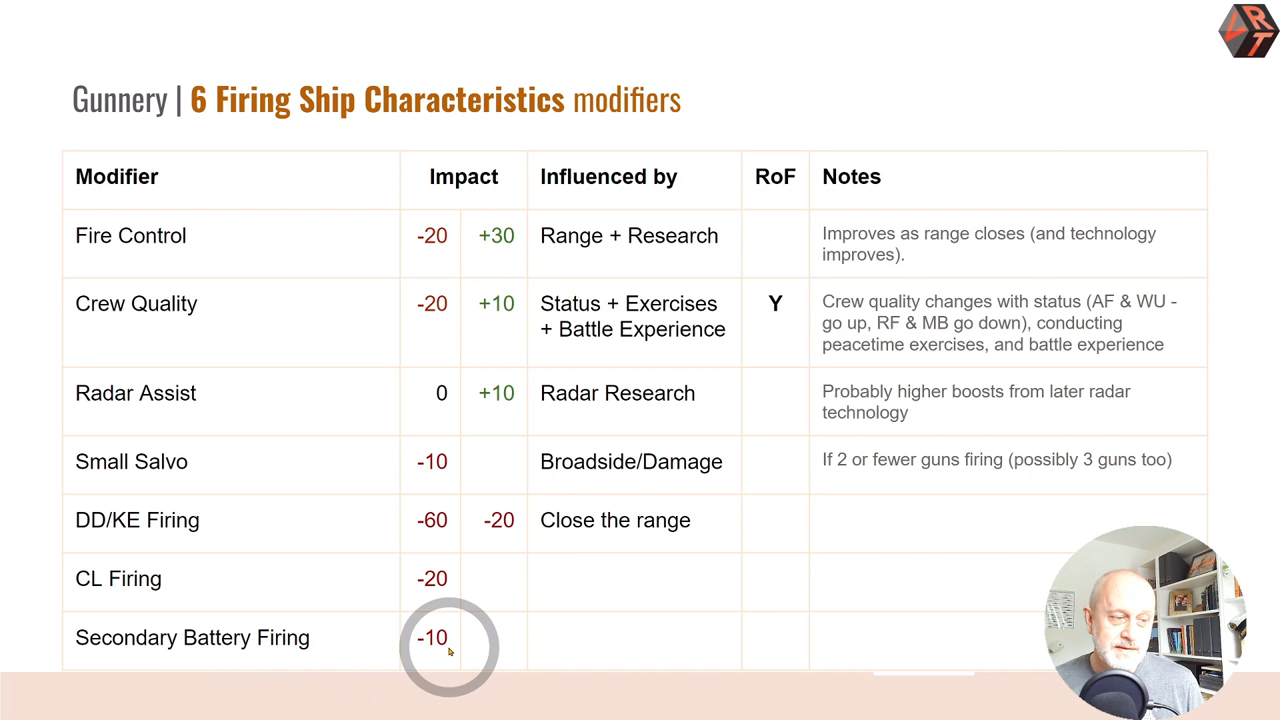 VRT
Gunnery | 6 Firing Ship Characteristics modifiers
Modifier Impact Influenced by RoF Notes
Fire Control -20 +30 Range + Research Improves as range closes (and technology
improves).
Crew Quality -20 +10 Status + Exercises Y Crew quality changes with status (AF & WU -
+ Battle Experience go up, RF & MB go down), conducting
peacetime exercises, and battle experience
Radar Assist 0 +10 Radar Research Probably higher boosts from later radar
technology
Small Salvo -10 Broadside/Damage If 2 or fewer guns firing (possibly 3 guns too)
DD/KE Firing -60 -20 Close the range
CL Firing -20
Secondary Battery Firing -10